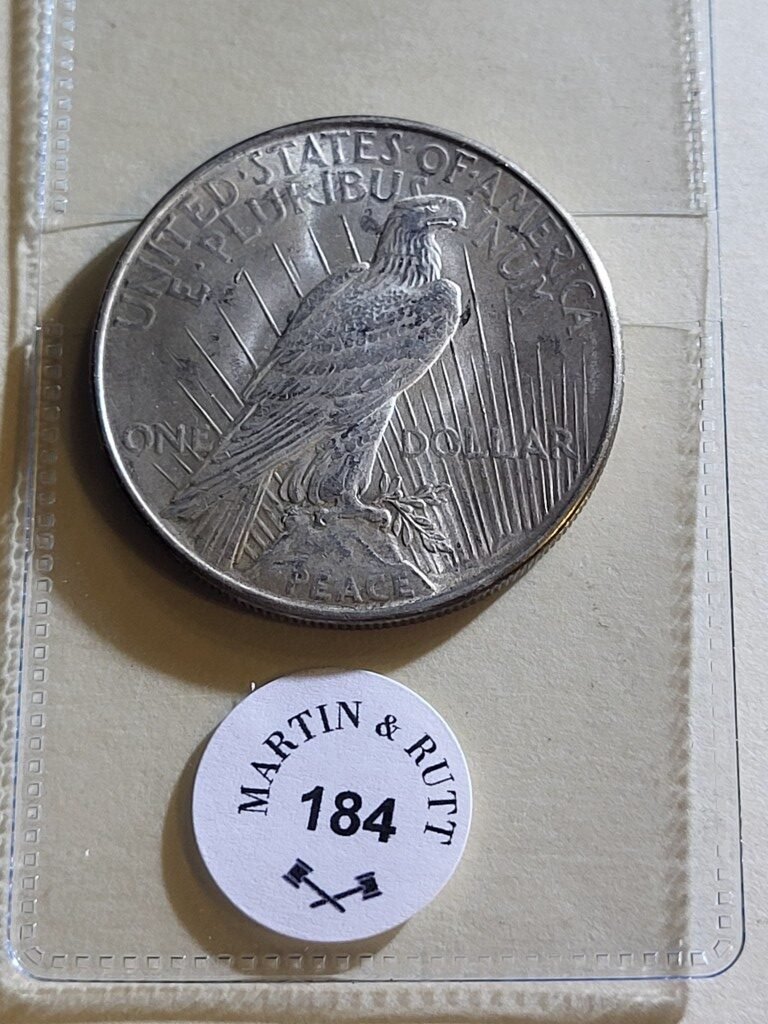 UNITED·STATES·OF·AMERICA
E·PLURIBUS UNUM
ONE DOLLAR
PEACE
MARTIN & RUTT
184